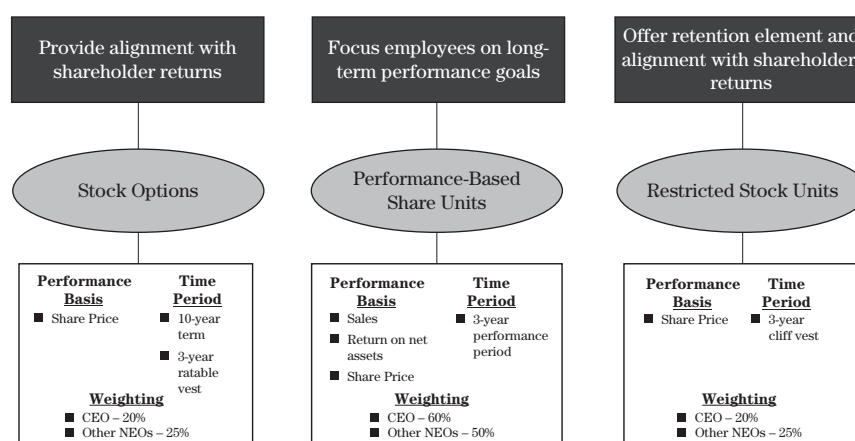 Provide alignment with
shareholder returns
Focus employees on long-
term performance goals
Offer retention element and
alignment with shareholder
returns
Stock Options
Performance-Based
Share Units
Restricted Stock Units
Performance
Basis
■ Share Price
Time
Period
■ 10-year
term
■ 3-year
ratable
vest
Weighting
■ CEO – 20%
■ Other NEOs – 25%
Performance
Basis
■ Sales
■ Return on net
assets
■ Share Price
Time
Period
■ 3-year
performance
period
Weighting
■ CEO – 60%
■ Other NEOs – 50%
Performance
Basis
■ Share Price
Time
Period
■ 3-year
cliff vest
Weighting
■ CEO – 20%
■ Other NEOs – 25%